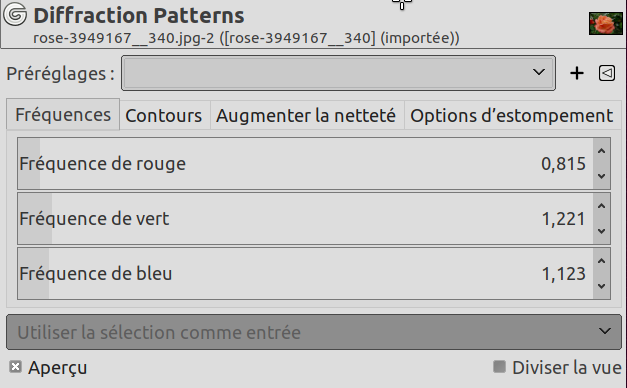 Diffraction Patterns
rose-3949167__340.jpg-2 ([rose-3949167__340] (importée))
Préréglages :
Fréquences Contours Augmenter la netteté Options d’estompement
Fréquence de rouge 0,815
Fréquence de vert 1,221
Fréquence de bleu 1,123
Utiliser la sélection comme entrée
Aperçu Diviser la vue